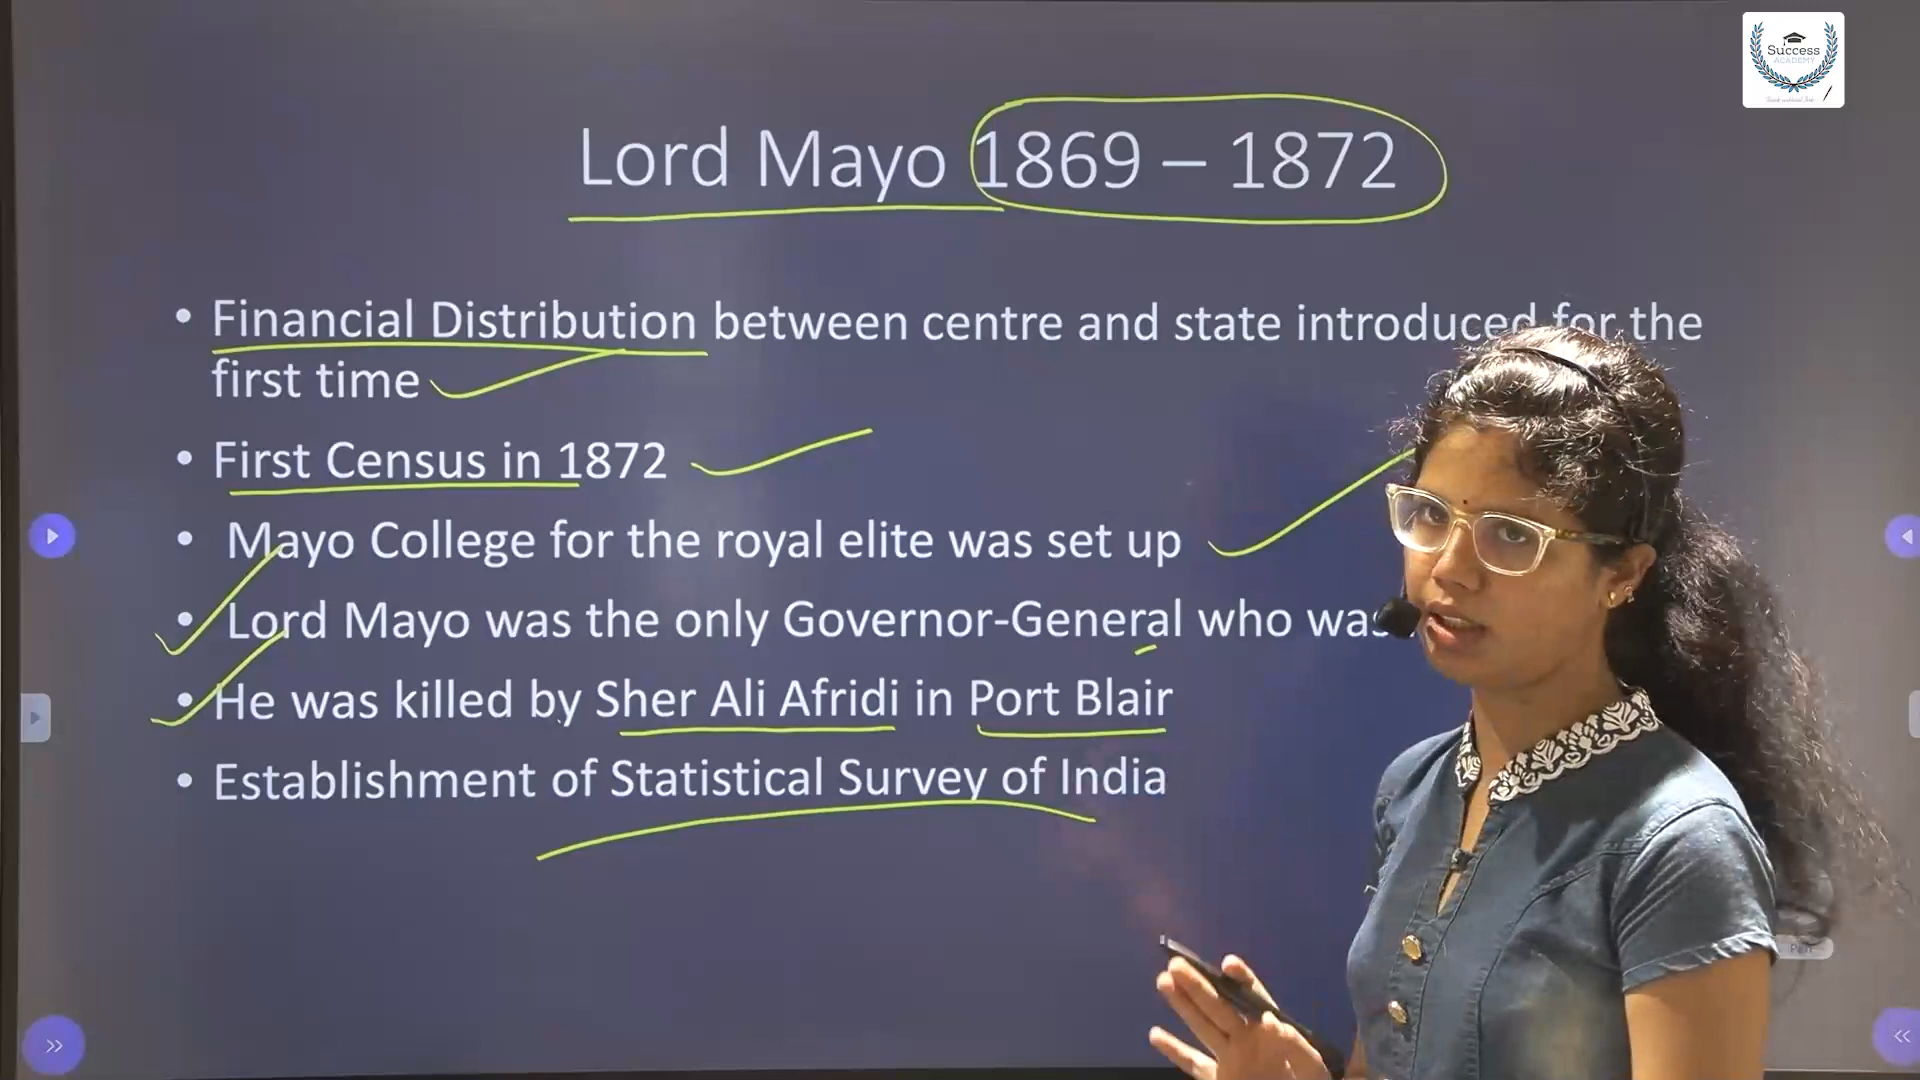 Success
ACADEMY
Lord Mayo 1869 – 1872
• Financial Distribution between centre and state introduced for the
first time
• First Census in 1872
• Mayo College for the royal elite was set up
• Lord Mayo was the only Governor-General who was
• He was killed by Sher Ali Afridi in Port Blair
• Establishment of Statistical Survey of India